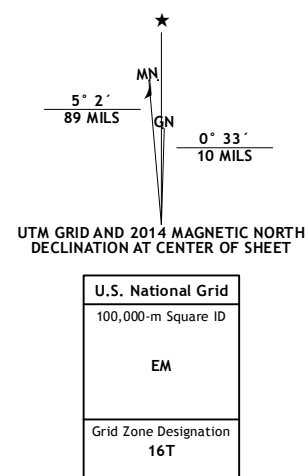 MN
5° 2´
89 MILS
GN
0° 33´
10 MILS
UTM GRID AND 2014 MAGNETIC NORTH
DECLINATION AT CENTER OF SHEET
U.S. National Grid
100,000-m Square ID
EM
Grid Zone Designation
16T